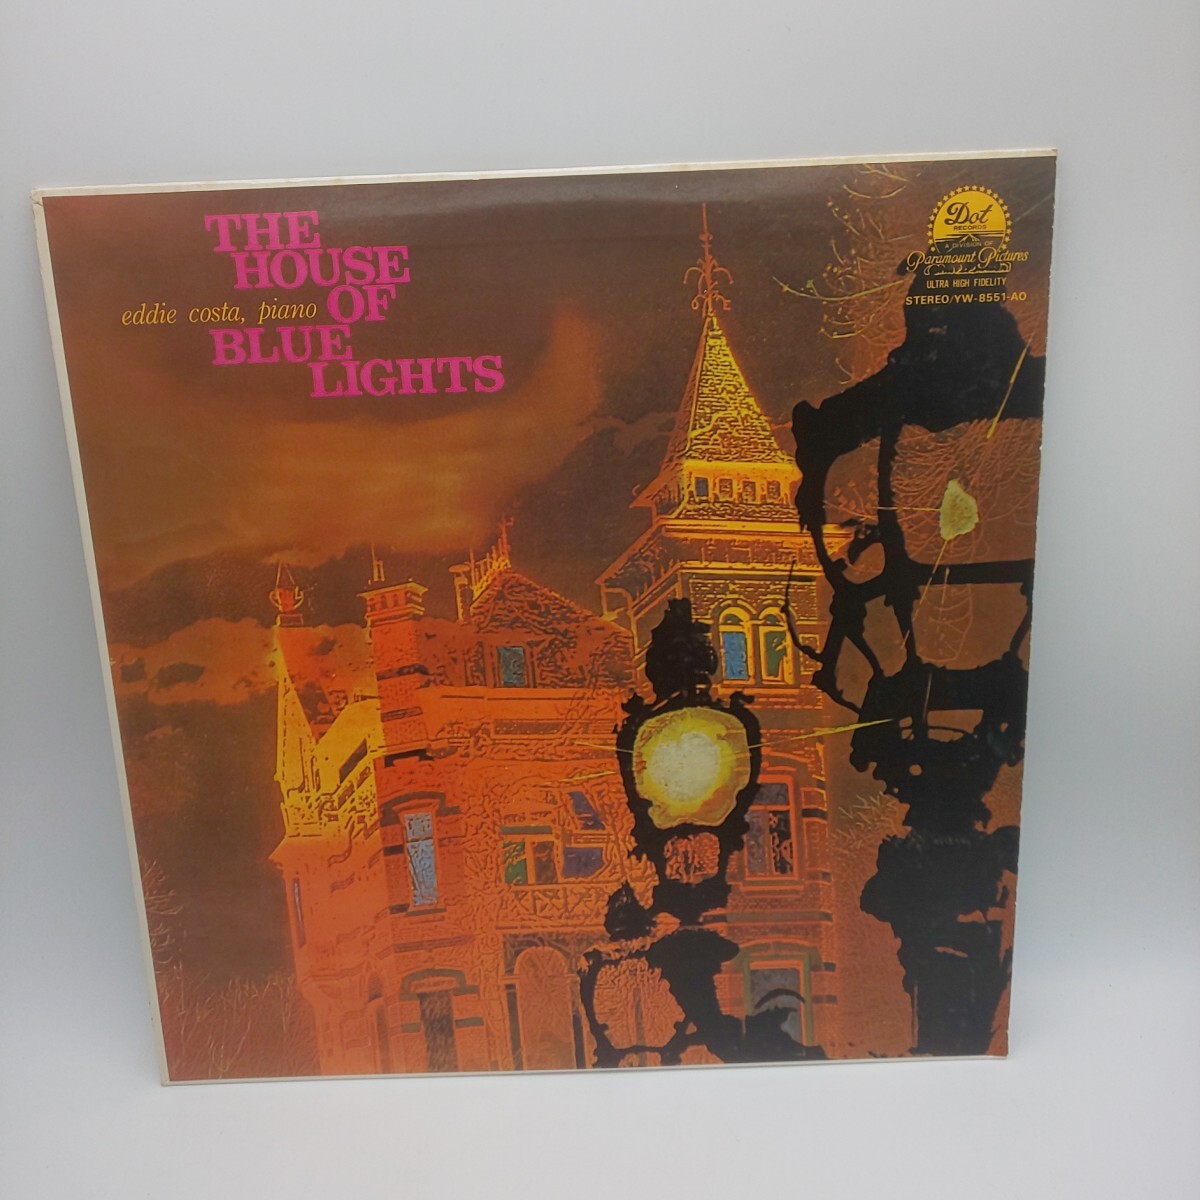 THE
HOUSE
OF
BLUE
LIGHTS
eddie costa, piano
Dot
RECORDS
A DIVISION OF
Paramount Pictures
ULTRA HIGH FIDELITY
STEREO/YW-8551-AO